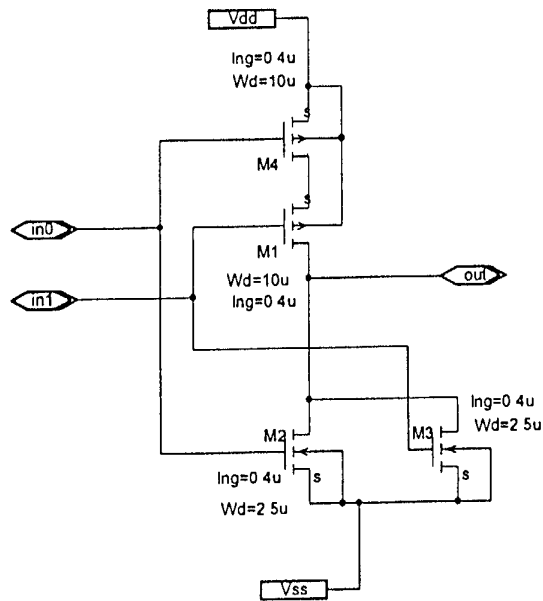 Vdd
lng=0 4u
Wd=10u
s
M4
s
in0
M1
out
Wd=10u
in1
lng=0 4u
lng=0 4u
Wd=2 5u
M2
M3
lng=0 4u
s
s
Wd=2 5u
Vss